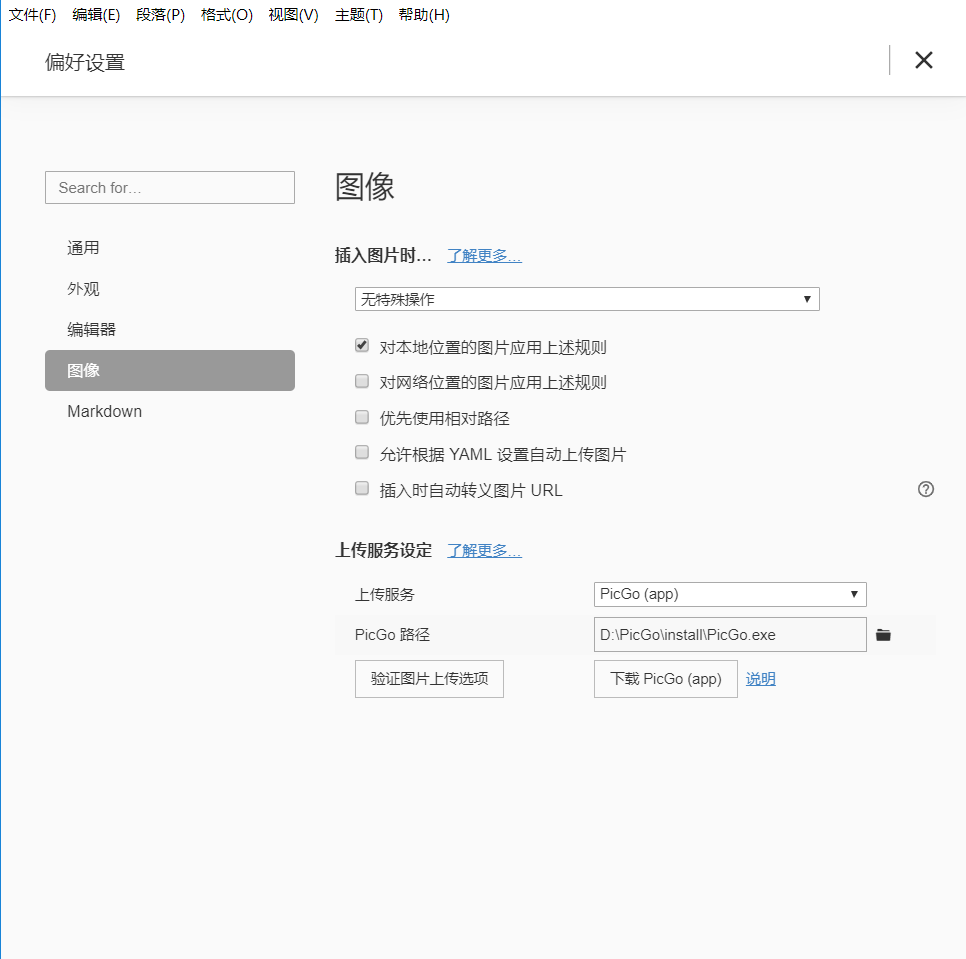 文件(F) 编辑(E) 段落(P) 格式(O) 视图(V) 主题(T) 帮助(H)
偏好设置
Search for…
通用
外观
编辑器
图像
Markdown
图像
插入图片时… 了解更多…
无特殊操作
对本地位置的图片应用上述规则
对网络位置的图片应用上述规则
优先使用相对路径
允许根据 YAML 设置自动上传图片
插入时自动转义图片 URL
上传服务设定 了解更多…
上传服务 PicGo (app)
PicGo 路径 D:\PicGo\install\PicGo.exe
验证图片上传选项 下载 PicGo (app) 说明